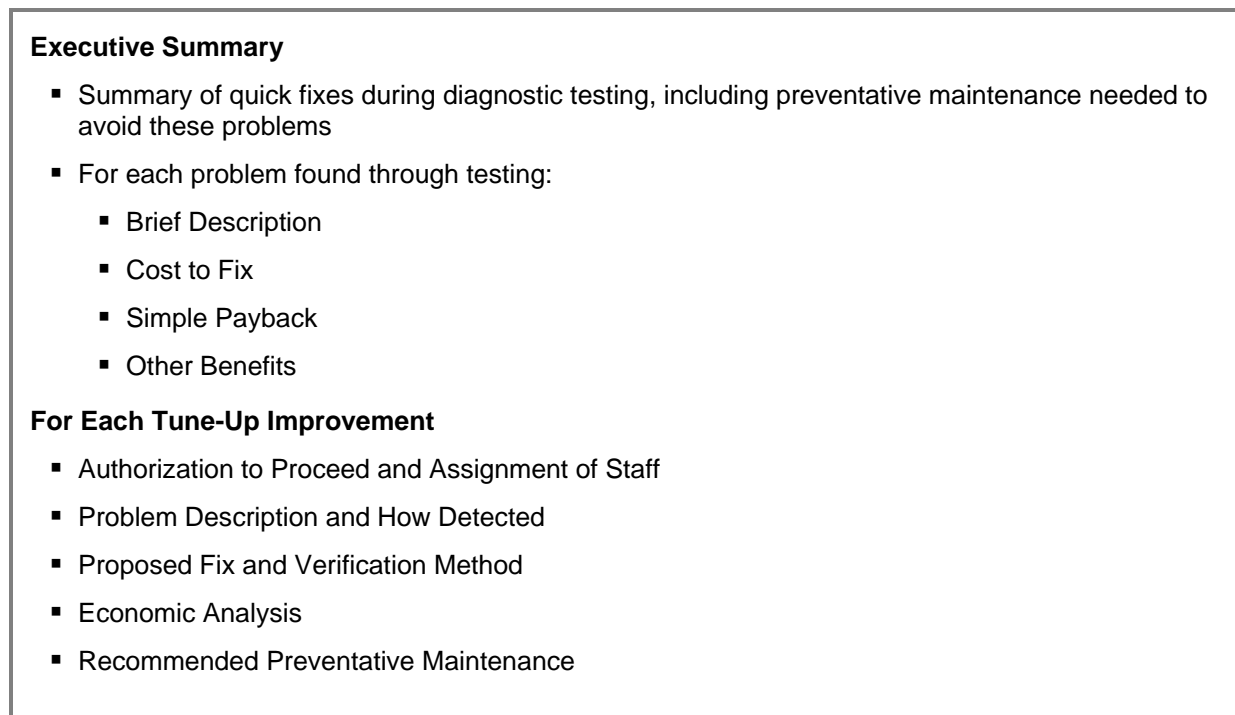 Executive Summary
▪ Summary of quick fixes during diagnostic testing, including preventative maintenance needed to
avoid these problems
▪ For each problem found through testing:
▪ Brief Description
▪ Cost to Fix
▪ Simple Payback
▪ Other Benefits
For Each Tune-Up Improvement
▪ Authorization to Proceed and Assignment of Staff
▪ Problem Description and How Detected
▪ Proposed Fix and Verification Method
▪ Economic Analysis
▪ Recommended Preventative Maintenance